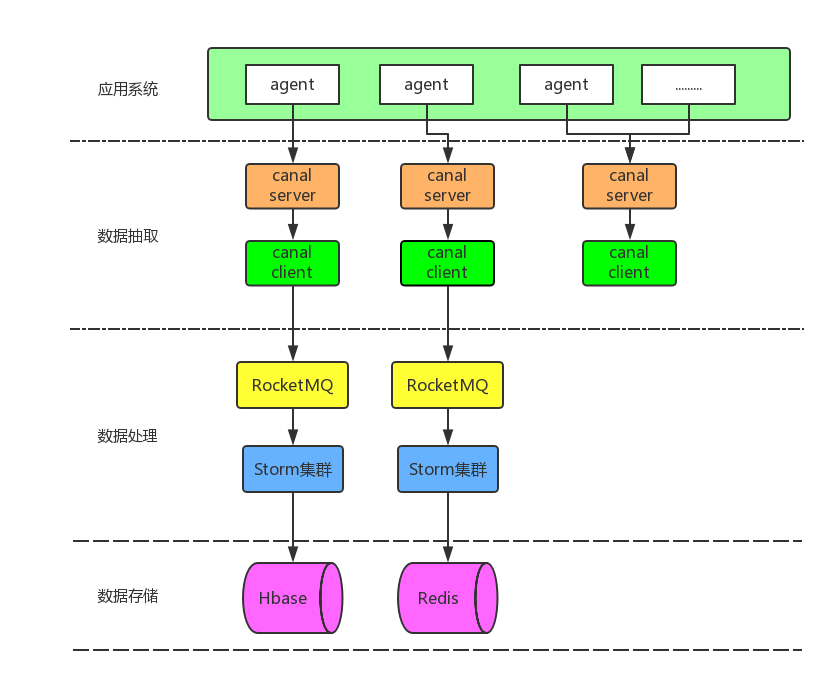 应用系统
agent
agent
agent
.........
数据抽取
canal
server
canal
server
canal
server
canal
client
canal
client
canal
client
数据处理
RocketMQ
RocketMQ
Storm集群
Storm集群
数据存储
Hbase
Redis